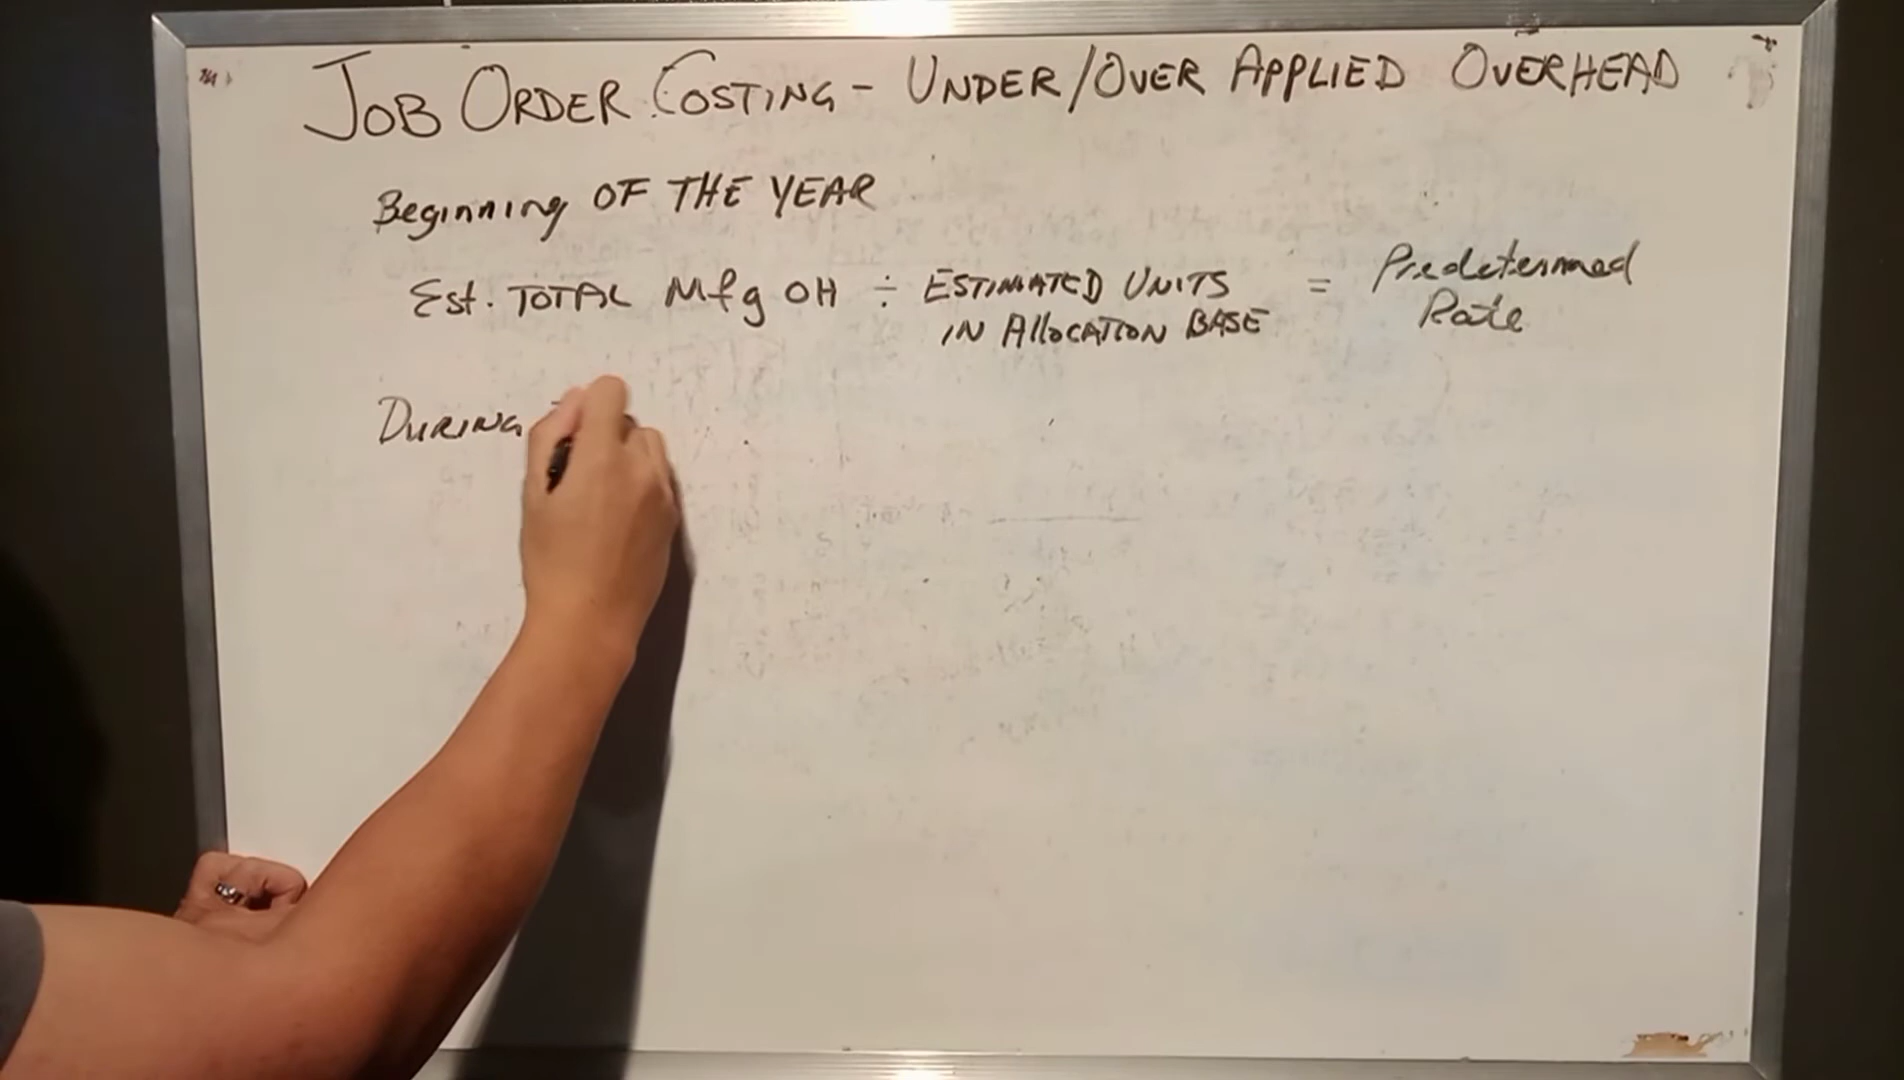 JOB ORDER COSTING - UNDER/OVER APPLIED OVERHEAD
Beginning OF THE YEAR
Est. TOTAL Mfg OH ÷ ESTIMATED UNITS IN AllOCATION BASE = Predetermined Rate
DURING